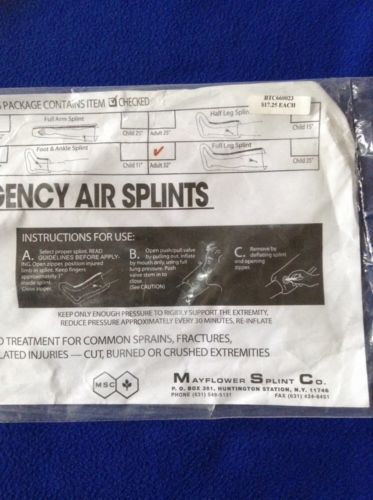 PACKAGE CONTAINS ITEM ☑ CHECKED
BTC660023
$17.25 EACH
Full Arm Splint
Child 25"
Adult 25"
Half Leg Splint
Child 15"
Foot & Ankle Splint
Child 11"
Adult 32"
Full Leg Splint
Child 25"
GENCY AIR SPLINTS
INSTRUCTIONS FOR USE:
A. Select proper splint. READ
GUIDELINES BEFORE APPLY-
ING. Open zipper, position injured
limb in splint. Keep fingers
approximately 1"
inside splint.
Close zipper.
B. Open push/pull valve
by pulling out. Inflate
by mouth only, using full
lung pressure. Push
valve stem in to
close.
(See CAUTION)
C. Remove by
deflating splint
and opening
zipper.
KEEP ONLY ENOUGH PRESSURE TO RIGIDLY SUPPORT THE EXTREMITY,
REDUCE PRESSURE APPROXIMATELY EVERY 30 MINUTES, RE-INFLATE
D TREATMENT FOR COMMON SPRAINS, FRACTURES,
LATED INJURIES — CUT, BURNED OR CRUSHED EXTREMITIES
MSC
MAYFLOWER SPLINT CO.
P. O. BOX 381, HUNTINGTON STATION, N.Y. 11746
PHONE (631) 549-5131 FAX (631) 424-6451